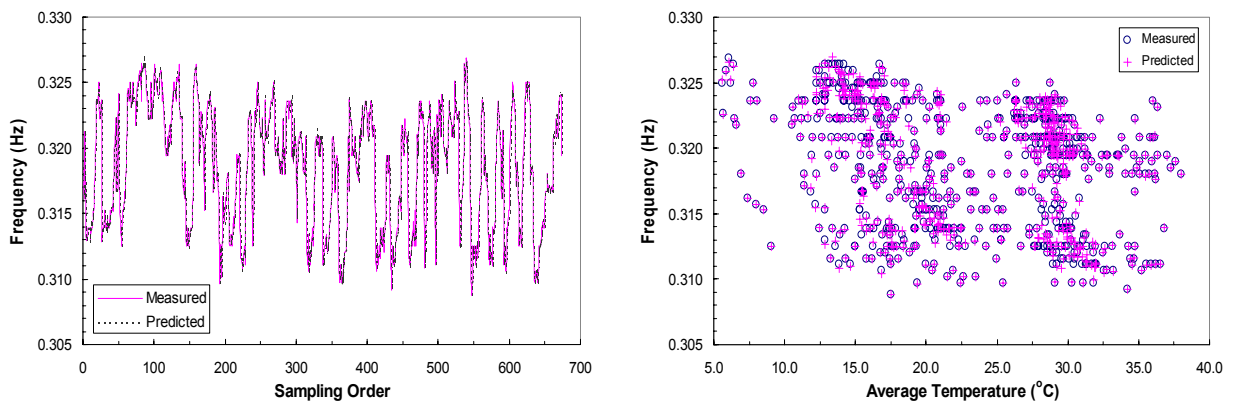 0.330
0.325
0.320
0.315
0.310
0.305
Frequency (Hz)
Measured
Predicted
0 100 200 300 400 500 600 700
Sampling Order
0.330
0.325
0.320
0.315
0.310
0.305
Frequency (Hz)
Measured
Predicted
5.0 10.0 15.0 20.0 25.0 30.0 35.0 40.0
Average Temperature (°C)